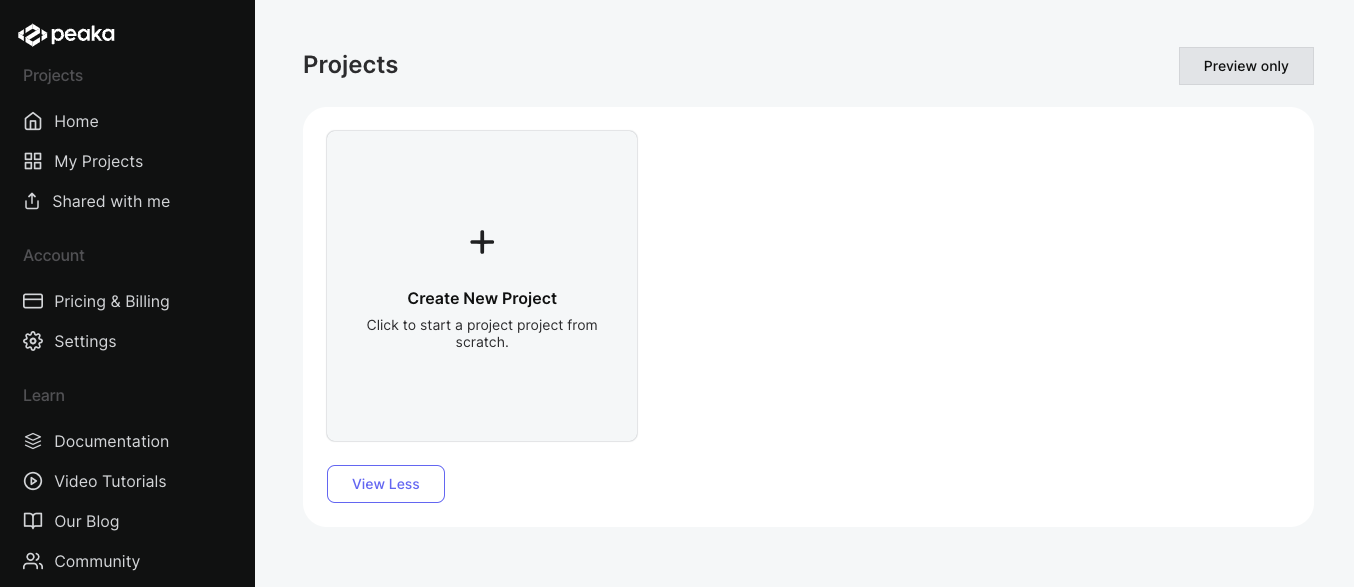 peaka
Projects
Home
My Projects
Shared with me
Account
Pricing & Billing
Settings
Learn
Documentation
Video Tutorials
Our Blog
Community
Projects
Preview only
Create New Project
Click to start a project project from
scratch.
View Less